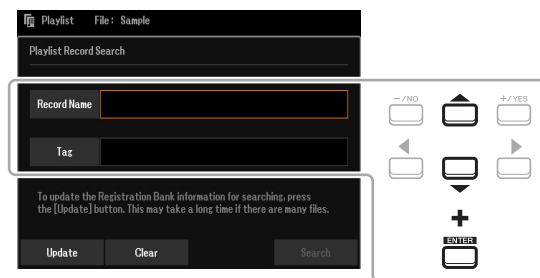 Playlist File: Sample
Playlist Record Search
Record Name
Tag
To update the Registration Bank information for searching, press
the [Update] button. This may take a long time if there are many files.
Update Clear Search
-/NO +/YES
+
ENTER